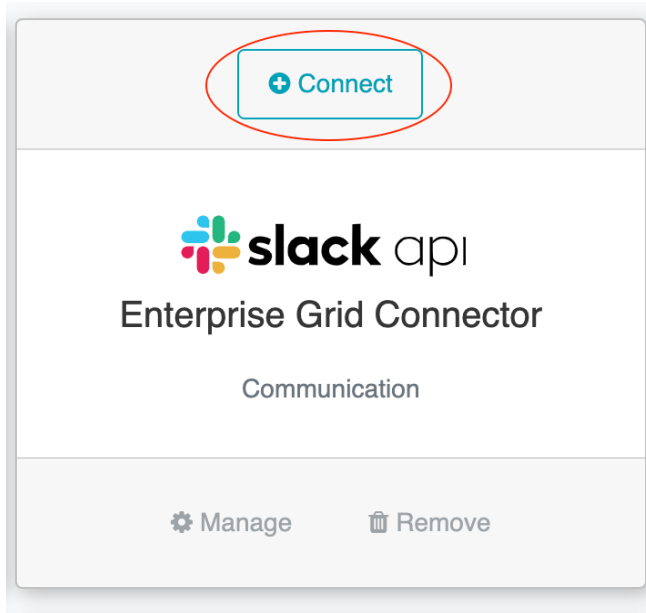 Connect
slack api
Enterprise Grid Connector
Communication
Manage Remove